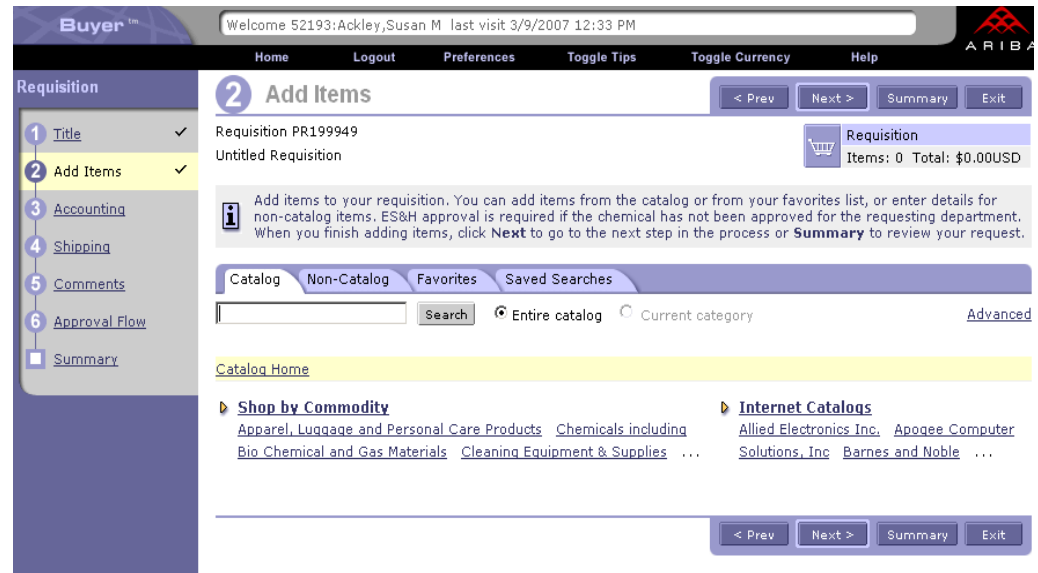 Buyer ™
Welcome 52193:Ackley,Susan M last visit 3/9/2007 12:33 PM
ARIBA
Home Logout Preferences Toggle Tips Toggle Currency Help
Requisition
1 Title
2 Add Items
3 Accounting
4 Shipping
5 Comments
6 Approval Flow
Summary
2 Add Items
< Prev Next > Summary Exit
Requisition PR199949
Untitled Requisition
Requisition
Items: 0 Total: $0.00USD
Add items to your requisition. You can add items from the catalog or from your favorites list, or enter details for
non-catalog items. ES&H approval is required if the chemical has not been approved for the requesting department.
When you finish adding items, click Next to go to the next step in the process or Summary to review your request.
Catalog Non-Catalog Favorites Saved Searches
Search Entire catalog Current category Advanced
Catalog Home
Shop by Commodity
Apparel, Luggage and Personal Care Products Chemicals including
Bio Chemical and Gas Materials Cleaning Equipment & Supplies ...
Internet Catalogs
Allied Electronics Inc. Apogee Computer
Solutions, Inc Barnes and Noble ...
< Prev Next > Summary Exit